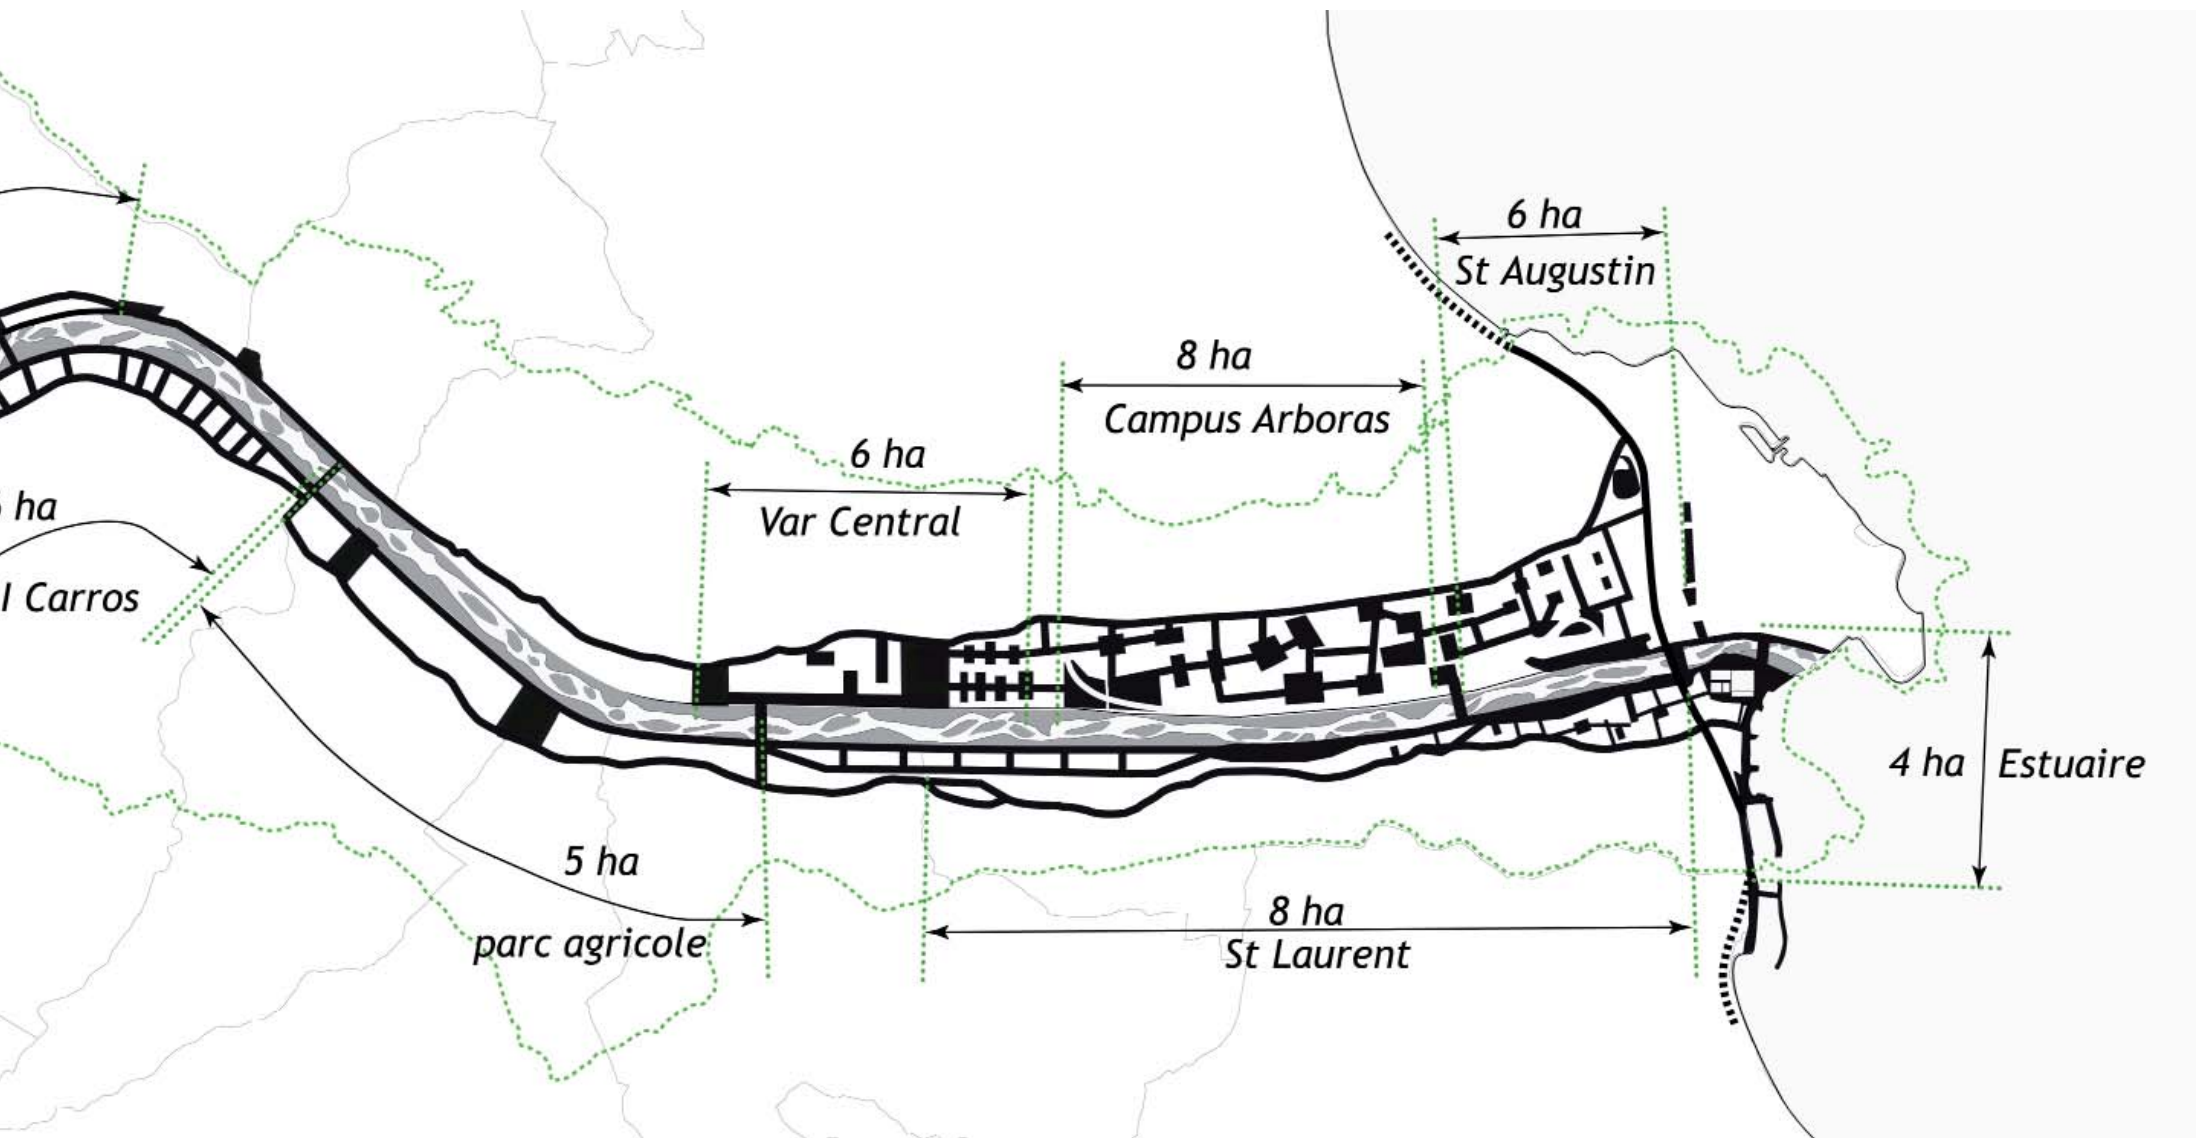 6 ha
St Augustin
8 ha
Campus Arboras
6 ha
Var Central
ha
l Carros
4 ha Estuaire
5 ha
parc agricole
8 ha
St Laurent